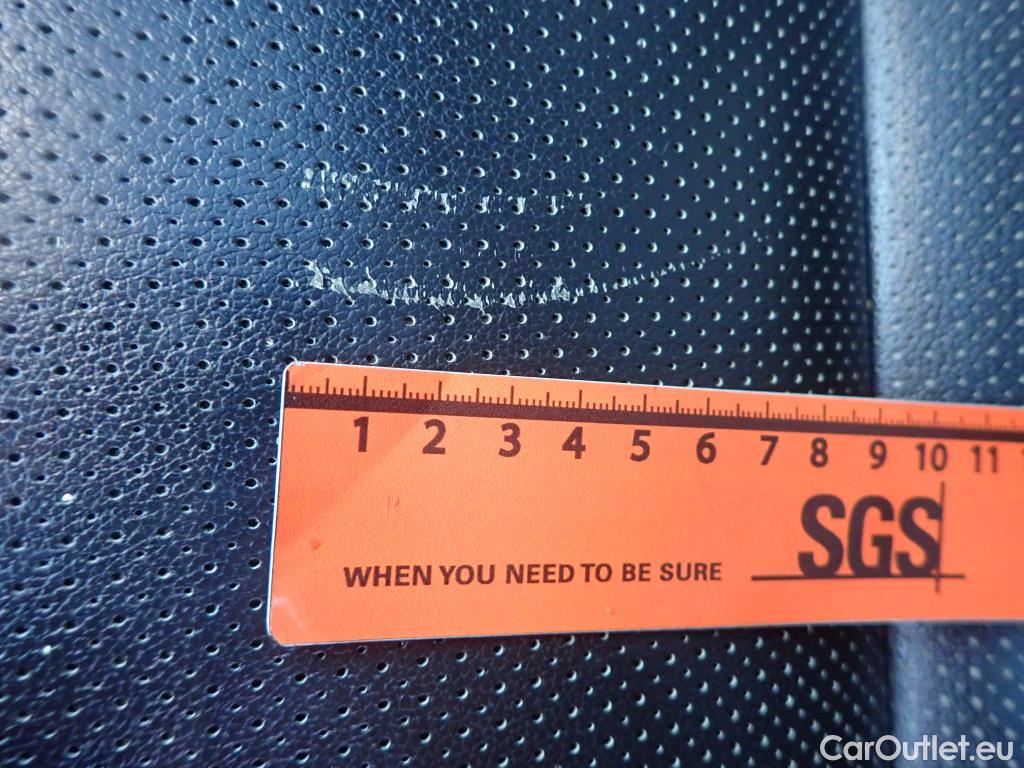 1 2 3 4 5 6 7 8 9 10 11
SGS
WHEN YOU NEED TO BE SURE
CarOutlet.eu